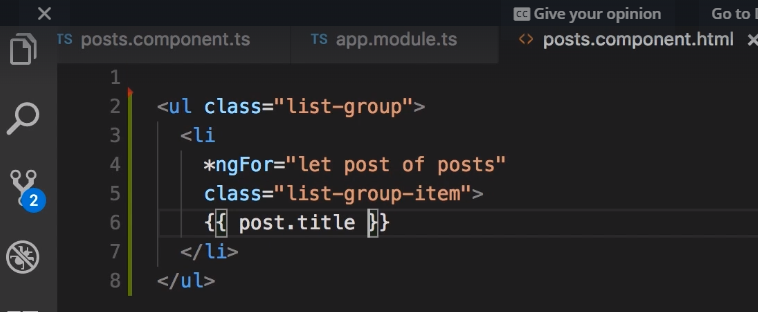 CC Give your opinion Go to
TS posts.component.ts TS app.module.ts <> posts.component.html
1
2 <ul class="list-group">
3 <li
4 *ngFor="let post of posts"
5 class="list-group-item">
6 {{ post.title }}
7 </li>
8 </ul>
2